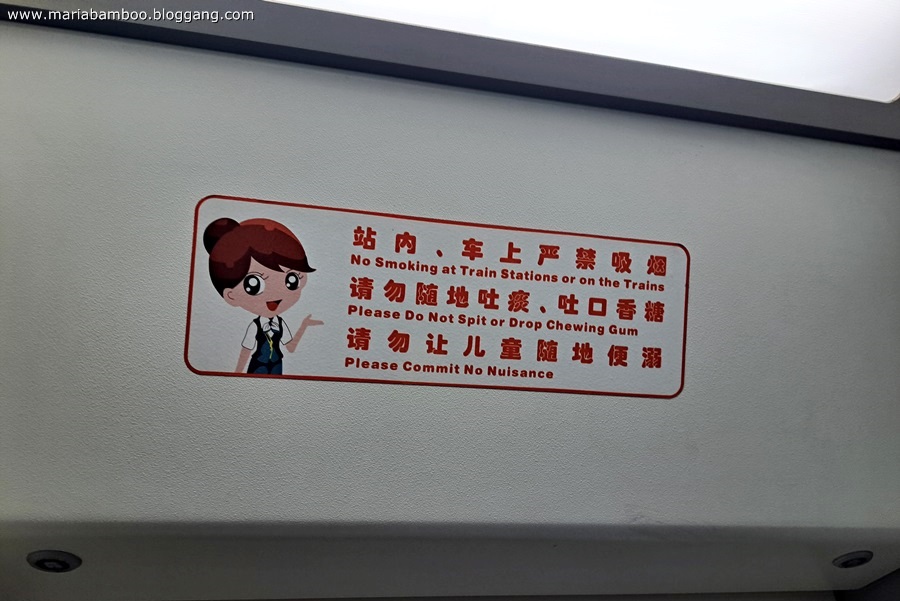 www.mariabamboo.bloggang.com
站内、车上严禁吸烟
No Smoking at Train Stations or on the Trains
请勿随地吐痰、吐口香糖
Please Do Not Spit or Drop Chewing Gum
请勿让儿童随地便溺
Please Commit No Nuisance